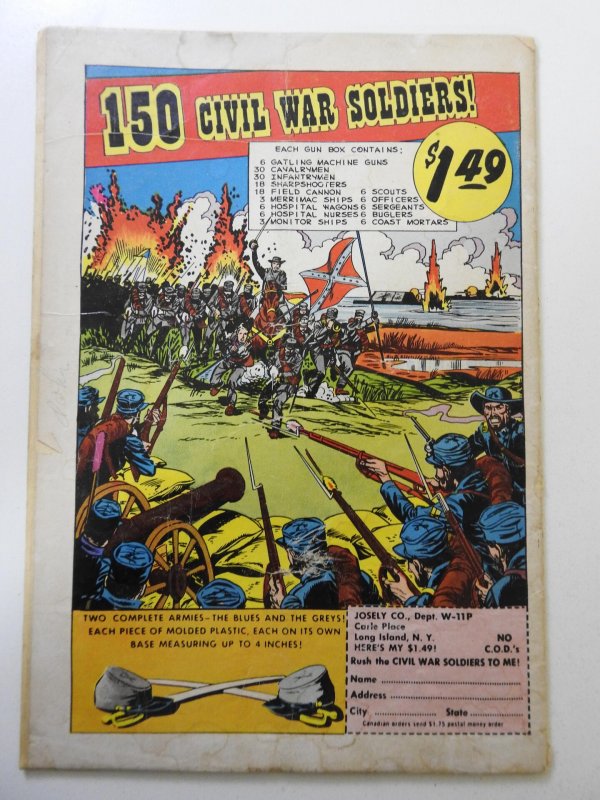 150 CIVIL WAR SOLDIERS!
EACH GUN BOX CONTAINS;
$1.49
6 GATLING MACHINE GUNS
30 CAVALRYMEN
30 INFANTRYMEN
18 SHARPSHOOTERS
18 FIELD CANNON 6 SCOUTS
3 MERRIMAC SHIPS 6 OFFICERS
6 HOSPITAL WAGONS 6 SERGEANTS
6 HOSPITAL NURSES 6 BUGLERS
3 MONITOR SHIPS 6 COAST MORTARS
TWO COMPLETE ARMIES—THE BLUES AND THE GREYS!
EACH PIECE OF MOLDED PLASTIC, EACH ON ITS OWN
BASE MEASURING UP TO 4 INCHES!
JOSELY CO., Dept. W-11P
Carle Place
Long Island, N. Y. NO
HERE'S MY $1.49! C.O.D.'s
Rush the CIVIL WAR SOLDIERS TO ME!
Name
Address
City State
Canadian orders send $1.75 postal money order